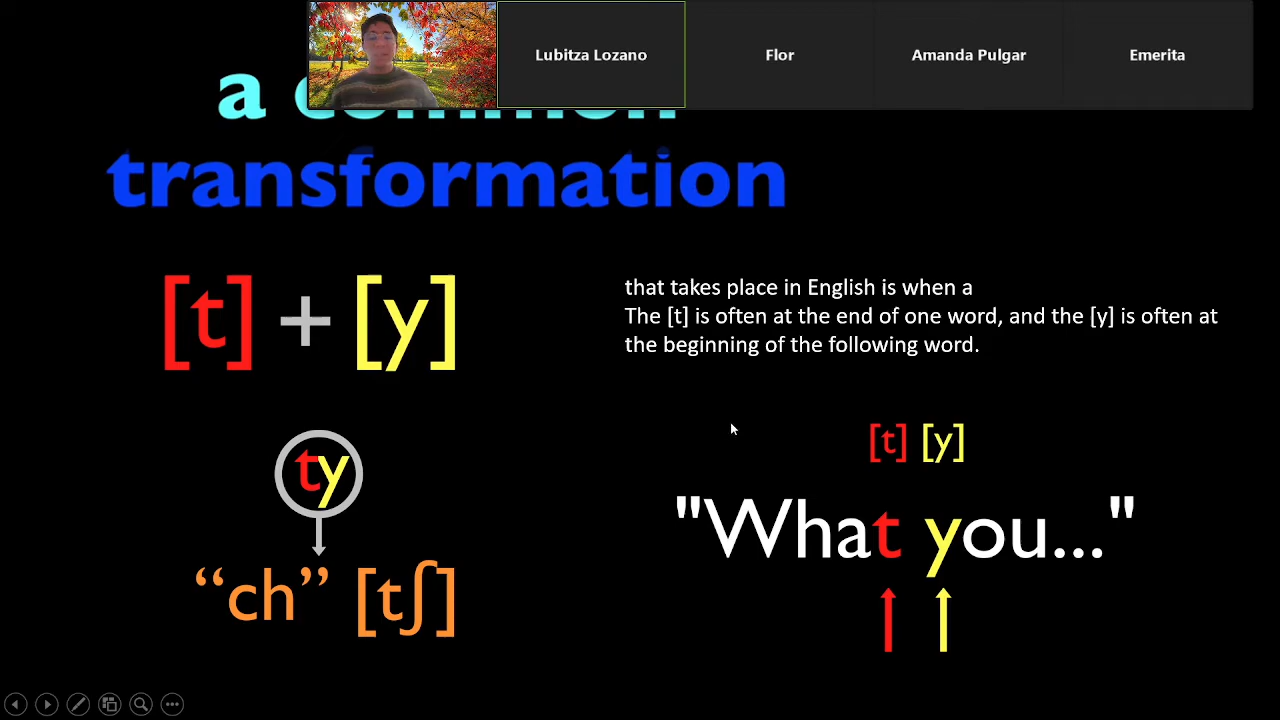 Lubitza Lozano
Flor
Amanda Pulgar
Emerita
a common
transformation
[t] + [y]
that takes place in English is when a
The [t] is often at the end of one word, and the [y] is often at
the beginning of the following word.
[t] [y]
ty
"What you..."
“ch” [tʃ]